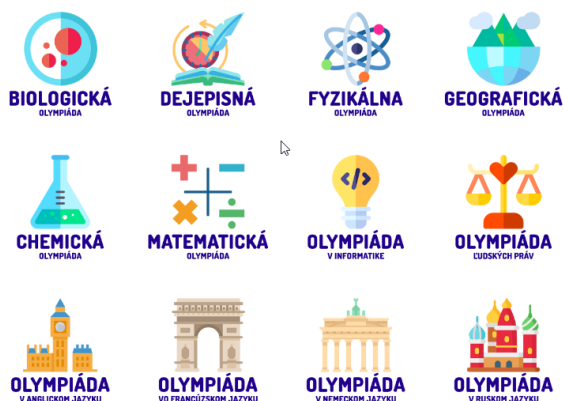 BIOLOGICKÁ
OLYMPIÁDA
DEJEPISNÁ
OLYMPIÁDA
FYZIKÁLNA
OLYMPIÁDA
GEOGRAFICKÁ
OLYMPIÁDA
CHEMICKÁ
OLYMPIÁDA
MATEMATICKÁ
OLYMPIÁDA
OLYMPIÁDA
V INFORMATIKE
OLYMPIÁDA
ĽUDSKÝCH PRÁV
OLYMPIÁDA
V ANGLICKOM JAZYKU
OLYMPIÁDA
VO FRANCÚZSKOM JAZYKU
OLYMPIÁDA
V NEMECKOM JAZYKU
OLYMPIÁDA
V RUSKOM JAZYKU